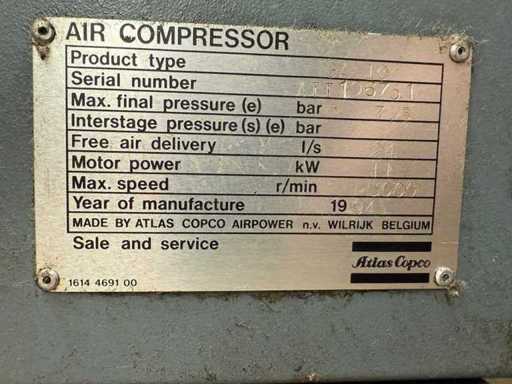 AIR COMPRESSOR
Product type
Serial number
Max. final pressure (e) bar
Interstage pressure (s) (e) bar
Free air delivery l/s
Motor power kW
Max. speed r/min
Year of manufacture 19
MADE BY ATLAS COPCO AIRPOWER n.v. WILRIJK BELGIUM
Sale and service
Atlas Copco
1614 4691 00